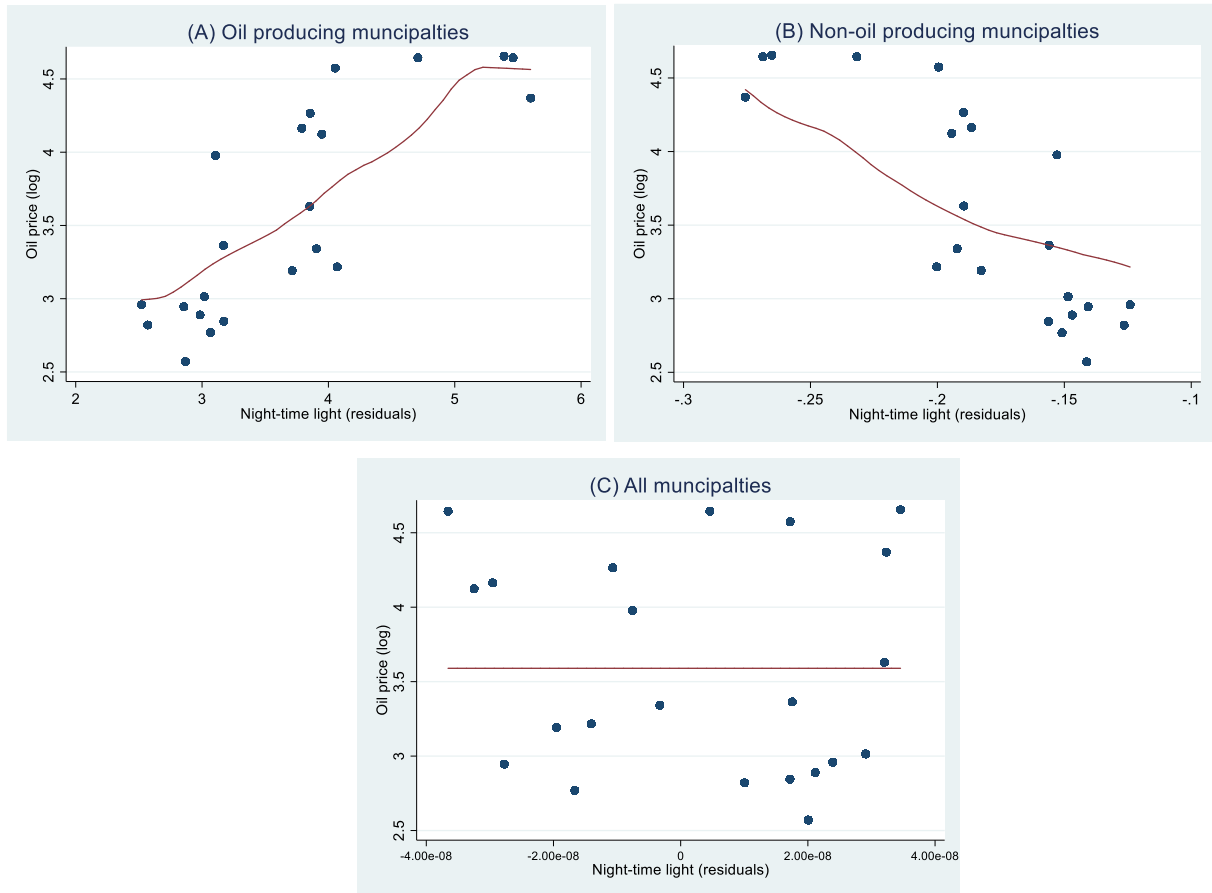 (A) Oil producing muncipalties
Oil price (log)
4.5
4
3.5
3
2.5
2 3 4 5 6
Night-time light (residuals)
(B) Non-oil producing muncipalties
Oil price (log)
4.5
4
3.5
3
2.5
-.3 -.25 -.2 -.15 -.1
Night-time light (residuals)
(C) All muncipalties
Oil price (log)
4.5
4
3.5
3
2.5
-4.00e-08 -2.00e-08 0 2.00e-08 4.00e-08
Night-time light (residuals)